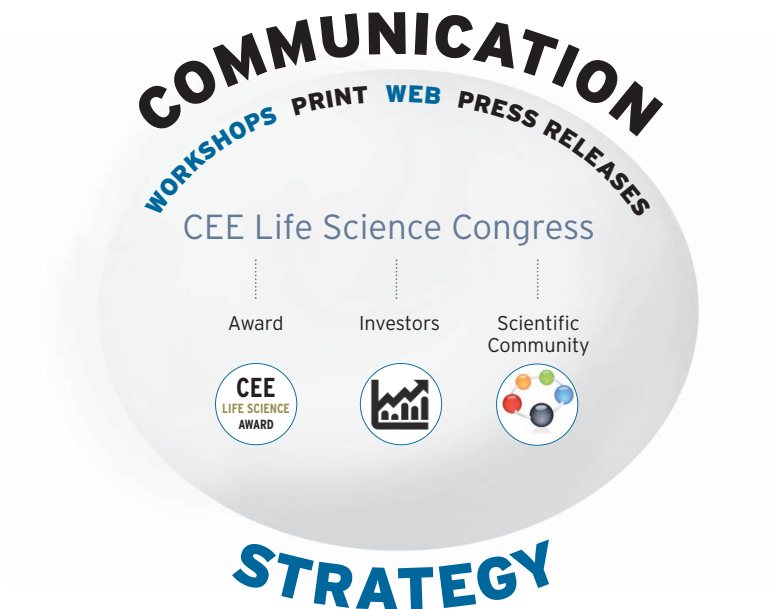 COMMUNICATION
WORKSHOPS PRINT WEB PRESS RELEASES
CEE Life Science Congress
Award
Investors
Scientific
Community
CEE
LIFE SCIENCE
AWARD
STRATEGY